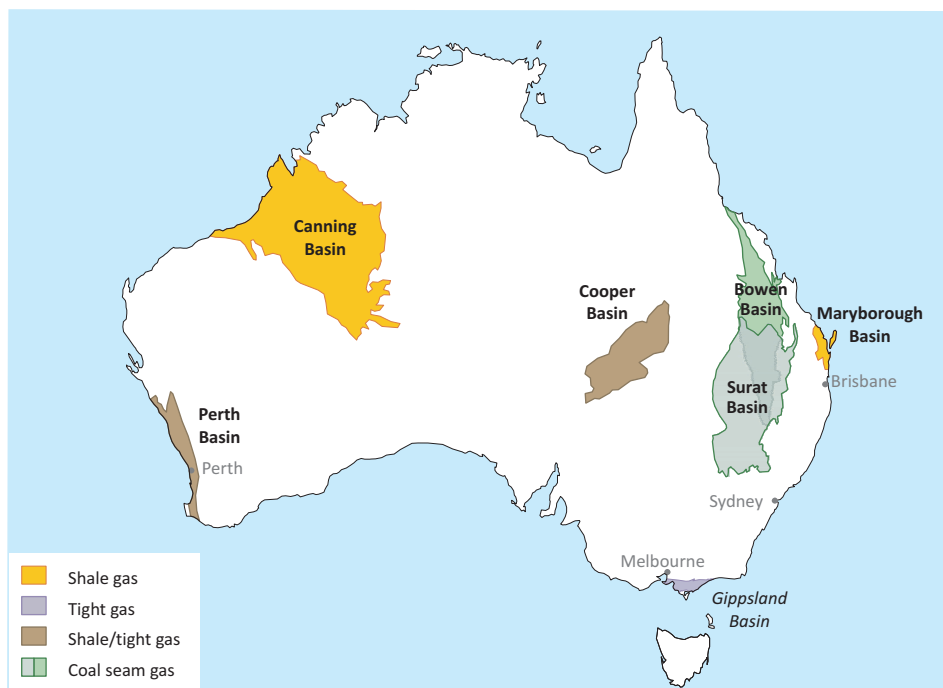 Canning
Basin
Cooper
Basin
Bowen
Basin
Maryborough
Basin
Brisbane
Surat
Basin
Perth
Basin
Perth
Sydney
Melbourne
Gippsland
Basin
Shale gas
Tight gas
Shale/tight gas
Coal seam gas